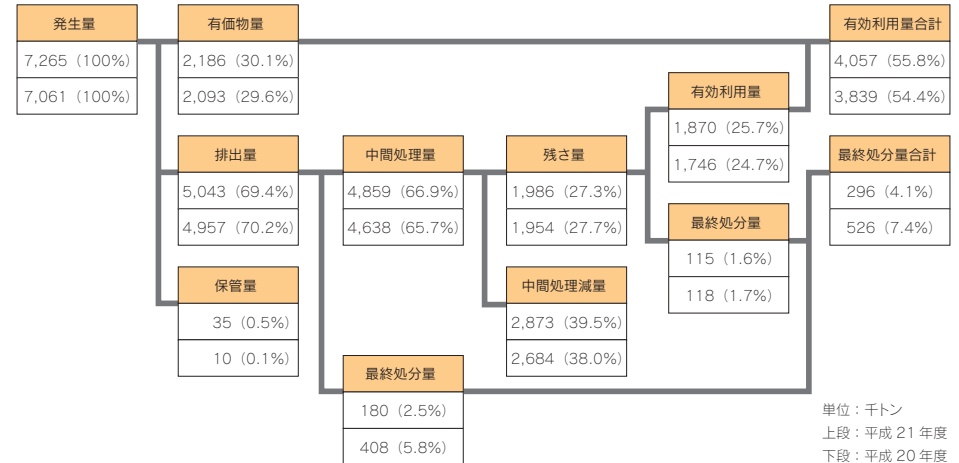 発生量
7,265（100%）
7,061（100%）
有価物量
2,186（30.1%）
2,093（29.6%）
有効利用量合計
4,057（55.8%）
3,839（54.4%）
有効利用量
1,870（25.7%）
1,746（24.7%）
排出量
5,043（69.4%）
4,957（70.2%）
中間処理量
4,859（66.9%）
4,638（65.7%）
残さ量
1,986（27.3%）
1,954（27.7%）
最終処分量合計
296（4.1%）
526（7.4%）
最終処分量
115（1.6%）
118（1.7%）
保管量
35（0.5%）
10（0.1%）
中間処理減量
2,873（39.5%）
2,684（38.0%）
最終処分量
180（2.5%）
408（5.8%）
単位：千トン
上段：平成 21 年度
下段：平成 20 年度